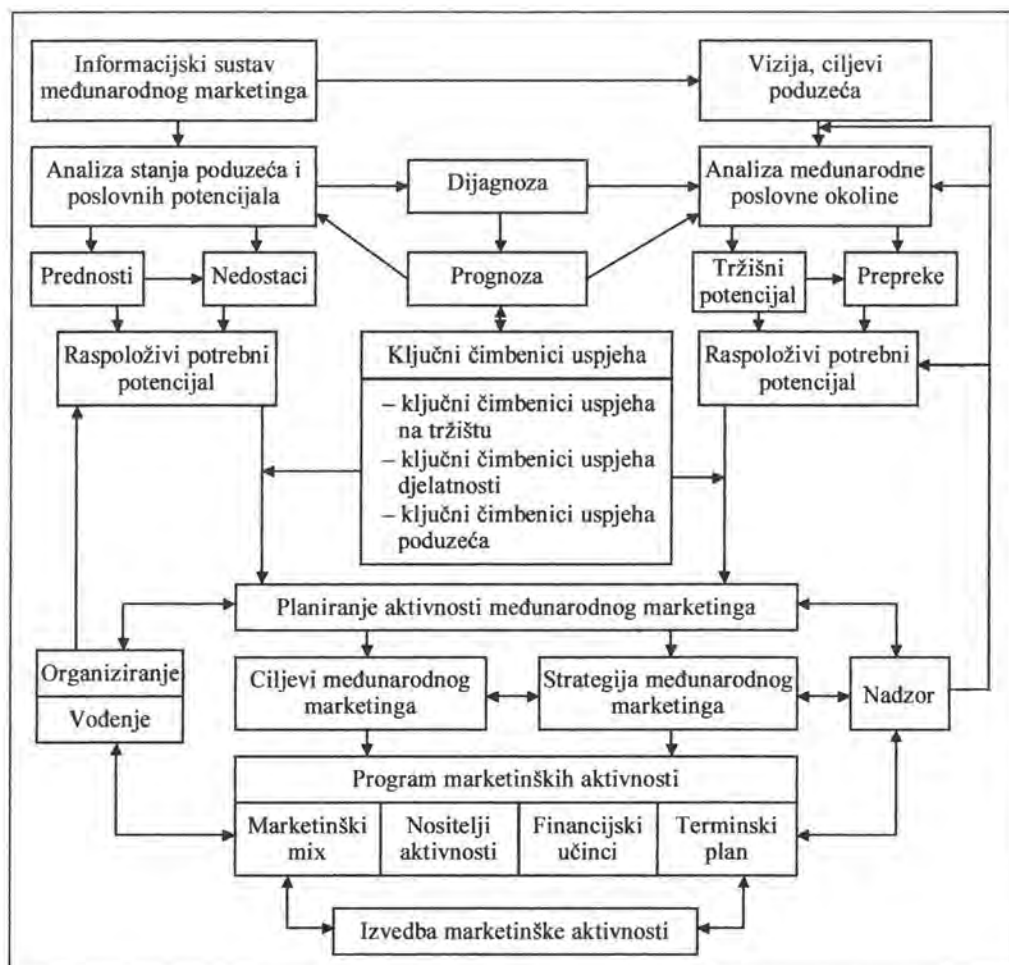 Informacijski sustav
međunarodnog marketinga
Vizija, ciljevi
poduzeća
Analiza stanja poduzeća i
poslovnih potencijala
Dijagnoza
Analiza međunarodne
poslovne okoline
Prednosti
Nedostaci
Prognoza
Tržišni
potencijal
Prepreke
Raspoloživi potrebni
potencijal
Ključni čimbenici uspjeha
– ključni čimbenici uspjeha
na tržištu
– ključni čimbenici uspjeha
djelatnosti
– ključni čimbenici uspjeha
poduzeća
Raspoloživi potrebni
potencijal
Planiranje aktivnosti međunarodnog marketinga
Organiziranje
Vođenje
Ciljevi međunarodnog
marketinga
Strategija međunarodnog
marketinga
Nadzor
Program marketinških aktivnosti
Marketinški
mix
Nositelji
aktivnosti
Financijski
učinci
Terminski
plan
Izvedba marketinške aktivnosti